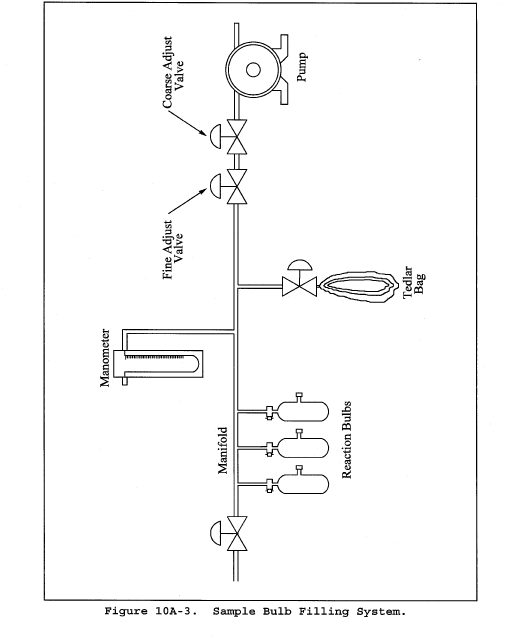 Coarse Adjust
Valve
Pump
Fine Adjust
Valve
Tedlar
Bag
Manometer
Manifold
Reaction Bulbs
Figure 10A-3. Sample Bulb Filling System.